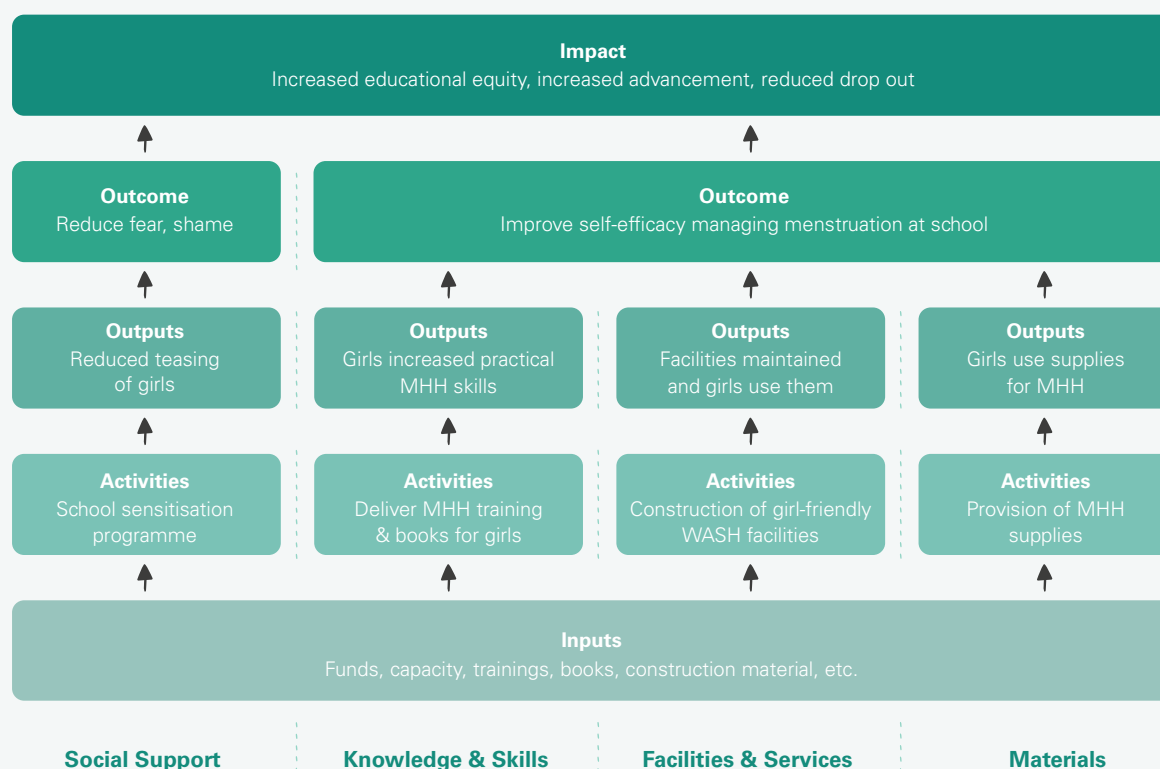 Impact
Increased educational equity, increased advancement, reduced drop out
Outcome
Reduce fear, shame
Outcome
Improve self-efficacy managing menstruation at school
Outputs
Reduced teasing
of girls
Outputs
Girls increased practical
MHH skills
Outputs
Facilities maintained
and girls use them
Outputs
Girls use supplies
for MHH
Activities
School sensitisation
programme
Activities
Deliver MHH training
& books for girls
Activities
Construction of girl-friendly
WASH facilities
Activities
Provision of MHH
supplies
Inputs
Funds, capacity, trainings, books, construction material, etc.
Social Support
Knowledge & Skills
Facilities & Services
Materials